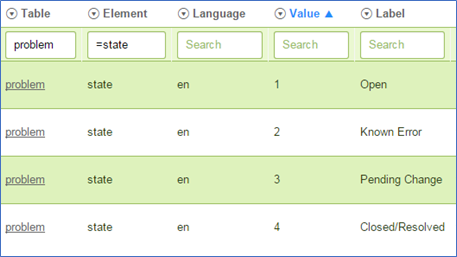 Table Element Language Value ▲ Label
problem =state Search Search Search
problem state en 1 Open
problem state en 2 Known Error
problem state en 3 Pending Change
problem state en 4 Closed/Resolved